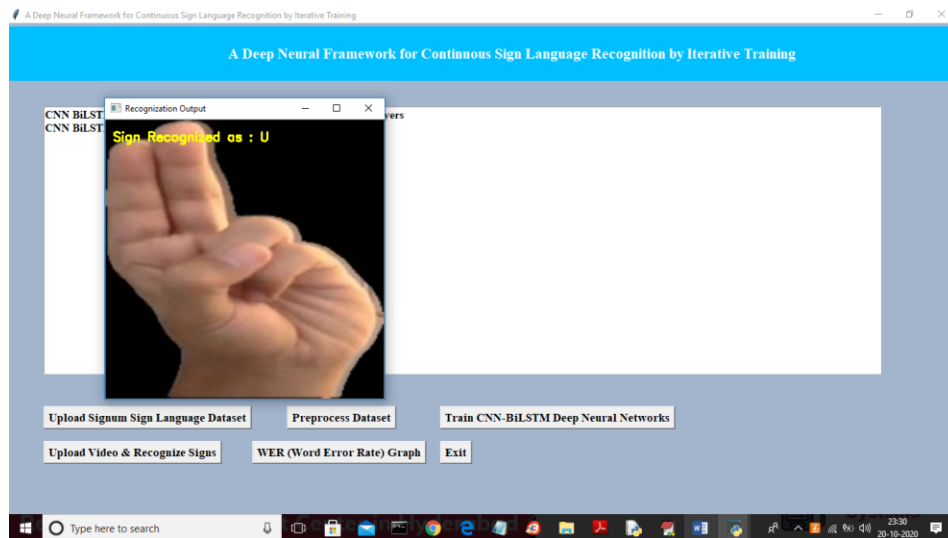 A Deep Neural Framework for Continuous Sign Language Recognition by Iterative Training
A Deep Neural Framework for Continuous Sign Language Recognition by Iterative Training
CNN BiLST
vers
CNN BiLST
Recognization Output
Sign Recognized as : U
Upload Signum Sign Language Dataset
Preprocess Dataset
Train CNN-BiLSTM Deep Neural Networks
Upload Video & Recognize Signs
WER (Word Error Rate) Graph
Exit
Type here to search
23:30
20-10-2020